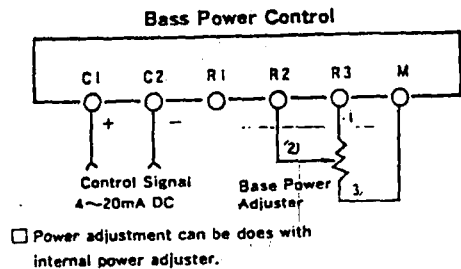 Bass Power Control
C1 C2 R1 R2 R3 M
+ −
1)
2)
3)
Control Signal
4〜20mA DC
Base Power
Adjuster
□ Power adjustment can be does with
internal power adjuster.